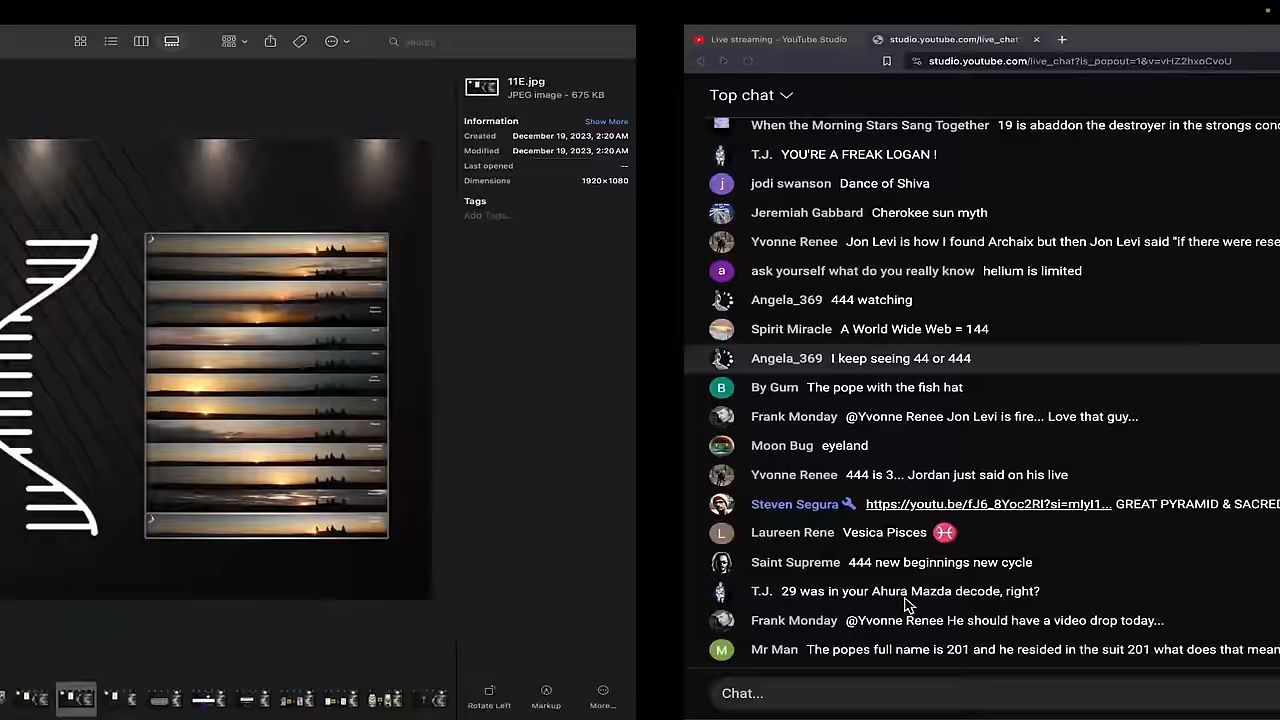 11E.jpg
JPEG image - 675 KB
Information
Show More
Created
December 19, 2023, 2:20 AM
Modified
December 19, 2023, 2:20 AM
Last opened
--
Dimensions
1920×1080
Tags
Add Tags...
Rotate Left
Markup
More...
Live streaming - YouTube Studio
studio.youtube.com/live_chat
studio.youtube.com/live_chat?is_popout=1&v=vHZ2hxoCvoU
Top chat
When the Morning Stars Sang Together 19 is abaddon the destroyer in the strongs conc
T.J. YOU'RE A FREAK LOGAN !
jodi swanson Dance of Shiva
Jeremiah Gabbard Cherokee sun myth
Yvonne Renee Jon Levi is how I found Archaix but then Jon Levi said "if there were rese
ask yourself what do you really know helium is limited
Angela_369 444 watching
Spirit Miracle A World Wide Web = 144
Angela_369 I keep seeing 44 or 444
By Gum The pope with the fish hat
Frank Monday @Yvonne Renee Jon Levi is fire... Love that guy...
Moon Bug eyeland
Yvonne Renee 444 is 3... Jordan just said on his live
Steven Segura https://youtu.be/fJ6_8Yoc2RI?si=mIyI1... GREAT PYRAMID & SACRED
Laureen Rene Vesica Pisces
Saint Supreme 444 new beginnings new cycle
T.J. 29 was in your Ahura Mazda decode, right?
Frank Monday @Yvonne Renee He should have a video drop today...
Mr Man The popes full name is 201 and he resided in the suit 201 what does that mean
Chat...